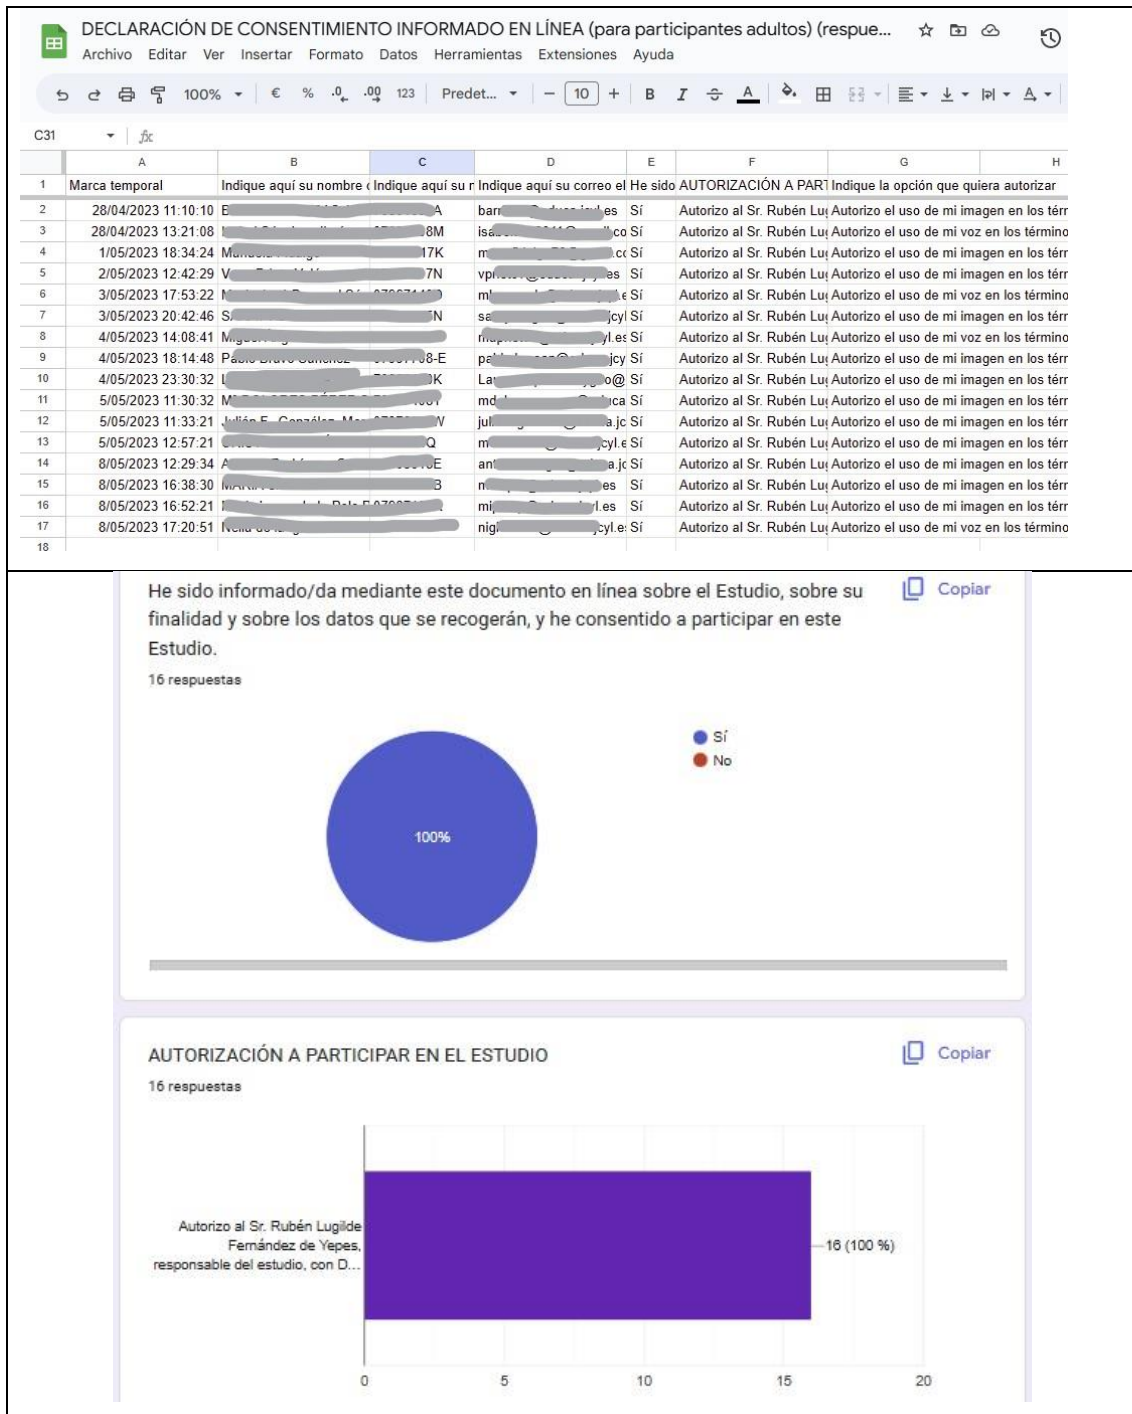 DECLARACIÓN DE CONSENTIMIENTO INFORMADO EN LÍNEA (para participantes adultos) (respue...
Archivo Editar Ver Insertar Formato Datos Herramientas Extensiones Ayuda
100% € % .0 .00 123 Predet... − 10 + B I A
C31 fx
A B C D E F G H
1 Marca temporal Indique aquí su nombre Indique aquí su Indique aquí su correo el He sido AUTORIZACIÓN A PART Indique la opción que quiera autorizar
2 28/04/2023 11:10:10 Sí Autorizo al Sr. Rubén Lug Autorizo el uso de mi imagen en los térr
3 28/04/2023 13:21:08 Sí Autorizo al Sr. Rubén Lug Autorizo el uso de mi voz en los término
4 1/05/2023 18:34:24 Sí Autorizo al Sr. Rubén Lug Autorizo el uso de mi imagen en los térr
5 2/05/2023 12:42:29 Sí Autorizo al Sr. Rubén Lug Autorizo el uso de mi imagen en los térr
6 3/05/2023 17:53:22 Sí Autorizo al Sr. Rubén Lug Autorizo el uso de mi voz en los término
7 3/05/2023 20:42:46 Sí Autorizo al Sr. Rubén Lug Autorizo el uso de mi imagen en los térr
8 4/05/2023 14:08:41 Sí Autorizo al Sr. Rubén Lug Autorizo el uso de mi voz en los término
9 4/05/2023 18:14:48 Sí Autorizo al Sr. Rubén Lug Autorizo el uso de mi imagen en los térr
10 4/05/2023 23:30:32 Sí Autorizo al Sr. Rubén Lug Autorizo el uso de mi imagen en los térr
11 5/05/2023 11:30:32 Sí Autorizo al Sr. Rubén Lug Autorizo el uso de mi imagen en los térr
12 5/05/2023 11:33:21 Sí Autorizo al Sr. Rubén Lug Autorizo el uso de mi imagen en los térr
13 5/05/2023 12:57:21 Sí Autorizo al Sr. Rubén Lug Autorizo el uso de mi imagen en los térr
14 8/05/2023 12:29:34 Sí Autorizo al Sr. Rubén Lug Autorizo el uso de mi imagen en los térr
15 8/05/2023 16:38:30 Sí Autorizo al Sr. Rubén Lug Autorizo el uso de mi imagen en los térr
16 8/05/2023 16:52:21 Sí Autorizo al Sr. Rubén Lug Autorizo el uso de mi imagen en los térr
17 8/05/2023 17:20:51 Sí Autorizo al Sr. Rubén Lug Autorizo el uso de mi voz en los término
18
He sido informado/da mediante este documento en línea sobre el Estudio, sobre su
Copiar
finalidad y sobre los datos que se recogerán, y he consentido a participar en este
Estudio.
16 respuestas
Sí
No
100%
AUTORIZACIÓN A PARTICIPAR EN EL ESTUDIO
Copiar
16 respuestas
Autorizo al Sr. Rubén Lugilde
Fernández de Yepes,
responsable del estudio, con D...
16 (100 %)
0 5 10 15 20